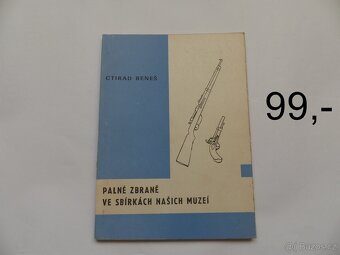 CTIRAD BENEŠ
99,-
PALNÉ ZBRANĚ
VE SBÍRKÁCH NAŠICH MUZEÍ